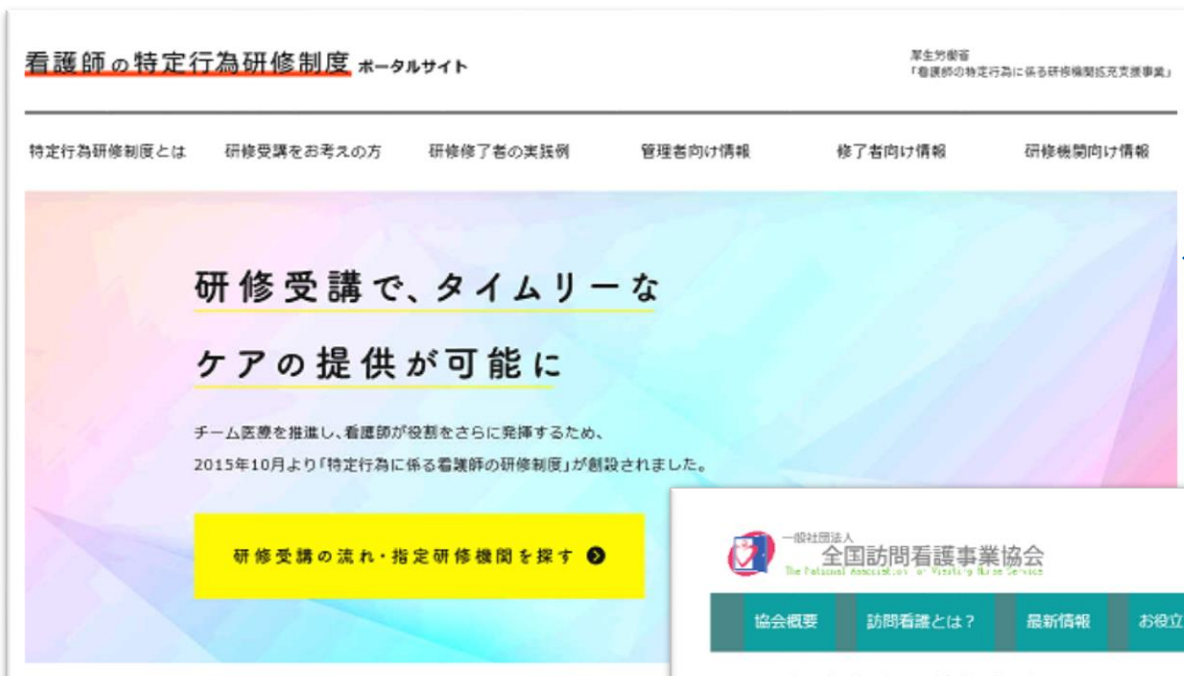 看護師の特定行為研修制度 ポータルサイト
厚生労働省
「看護師の特定行為に係る研修機関拡充支援事業」
特定行為研修制度とは 研修受講をお考えの方 研修修了者の実践例 管理者向け情報 修了者向け情報 研修機関向け情報
研修受講で、タイムリーな
ケアの提供が可能に
チーム医療を推進し、看護師が役割をさらに発揮するため、
2015年10月より「特定行為に係る看護師の研修制度」が創設されました。
研修受講の流れ・指定研修機関を探す
一般社団法人
全国訪問看護事業協会
The National Association for Visiting Nurse Service
協会概要 訪問看護とは？ 最新情報 お役立